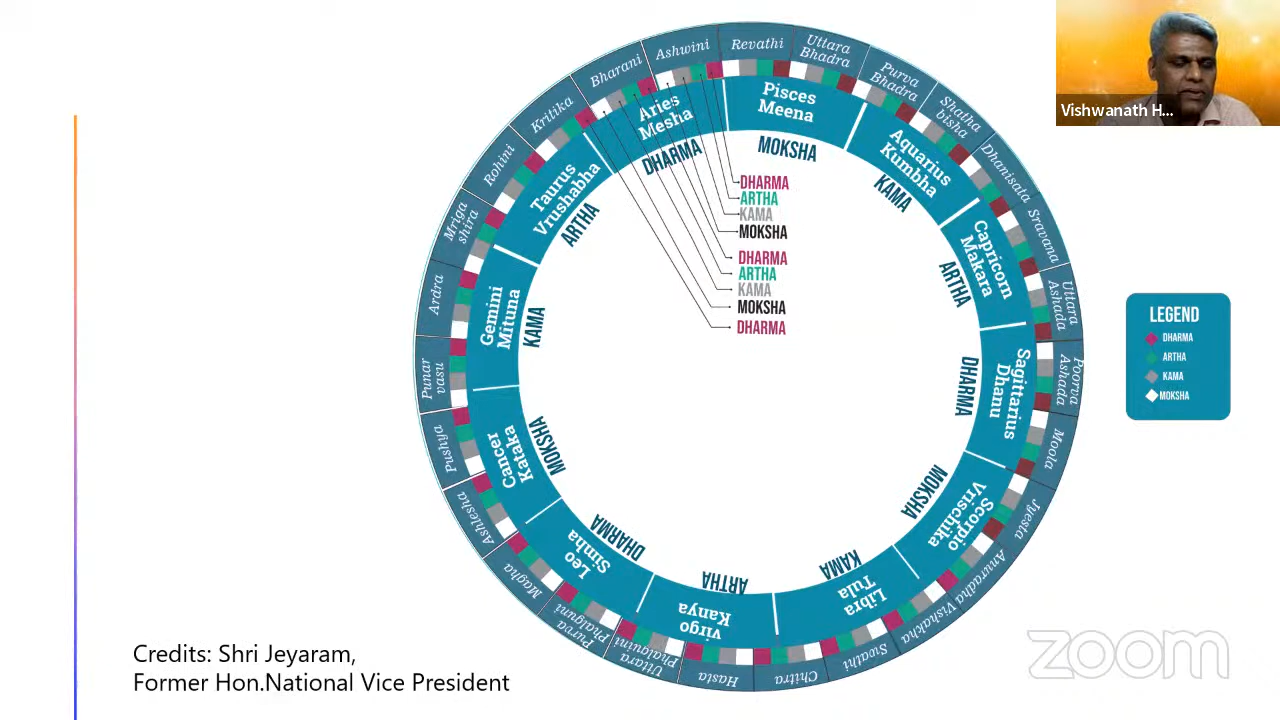 Vishwanath H...
Ashwini
Bharani
Kritika
Rohini
Mriga
shira
Ardra
Punar
vasu
Pushya
Ashlesha
Magha
Purva
Phalguni
Uttara
Phalguini
Hasta
Chitra
Swathi
Vishakha
Anuradha
Jyesta
Moola
Poorva
Ashada
Uttara
Ashada
Sravana
Dhanisata
Shatha
bisha
Purva
Bhadra
Uttara
Bhadra
Revathi
Aries
Mesha
DHARMA
Taurus
Vrushabha
ARTHA
Gemini
Mituna
KAMA
Cancer
Kataka
MOKSHA
Leo
Simha
DHARMA
virgo
Kanya
ARTHA
Libra
Tula
KAMA
Scorpio
Vrischika
MOKSHA
Sagittarius
Dhanu
DHARMA
Capricorn
Makara
ARTHA
Aquarius
Kumbha
KAMA
Pisces
Meena
MOKSHA
DHARMA
ARTHA
KAMA
MOKSHA
DHARMA
ARTHA
KAMA
MOKSHA
DHARMA
LEGEND
DHARMA
ARTHA
KAMA
MOKSHA
Credits: Shri Jeyaram,
Former Hon.National Vice President
zoom